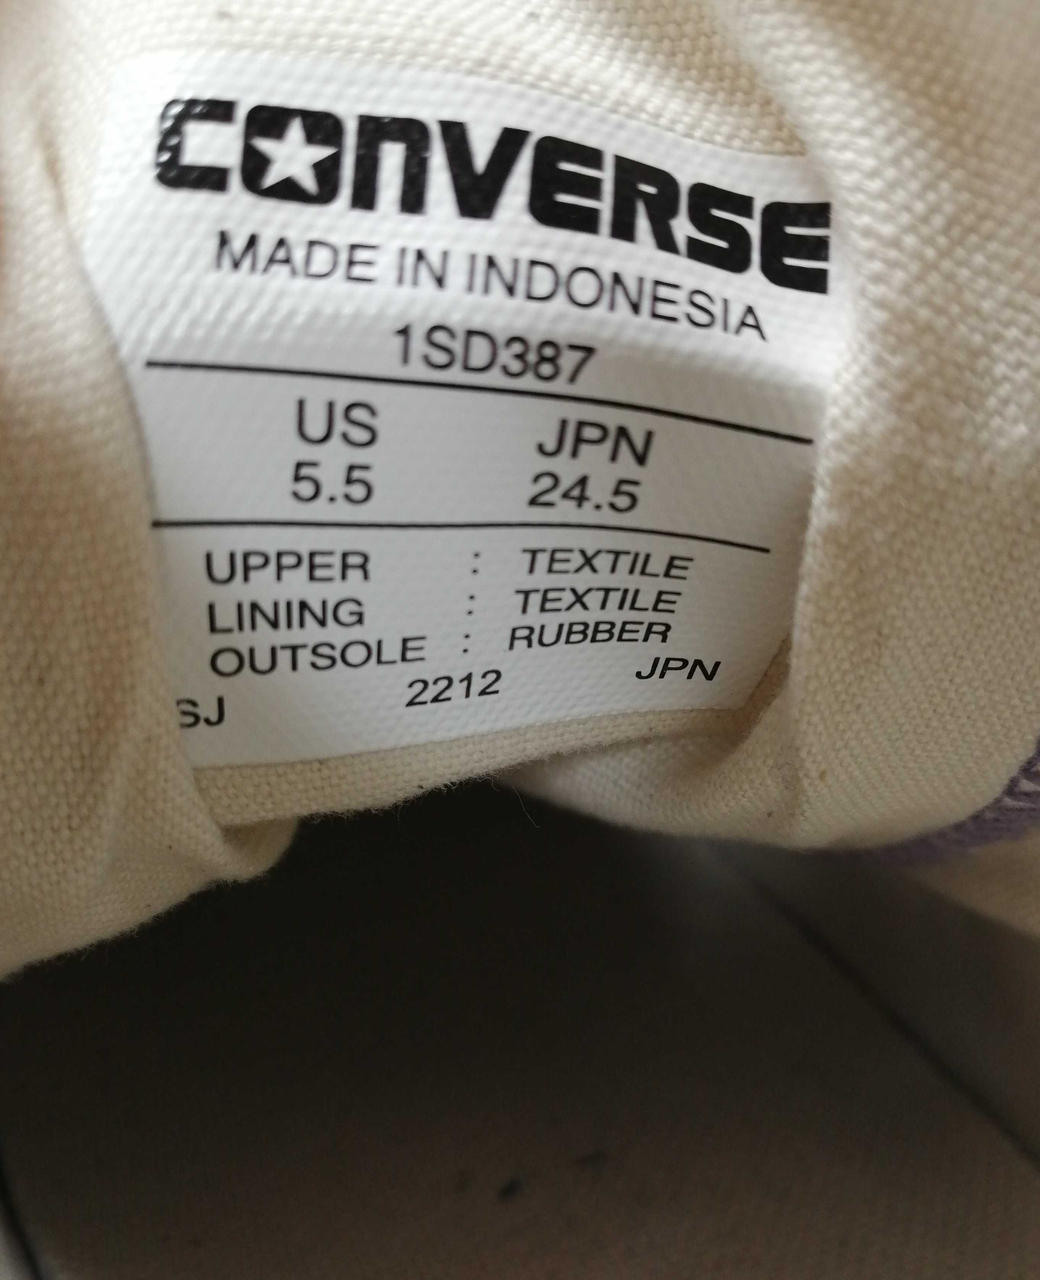 CONVERSE
MADE IN INDONESIA
1SD387
US JPN
5.5 24.5
UPPER : TEXTILE
LINING : TEXTILE
OUTSOLE : RUBBER
SJ 2212 JPN